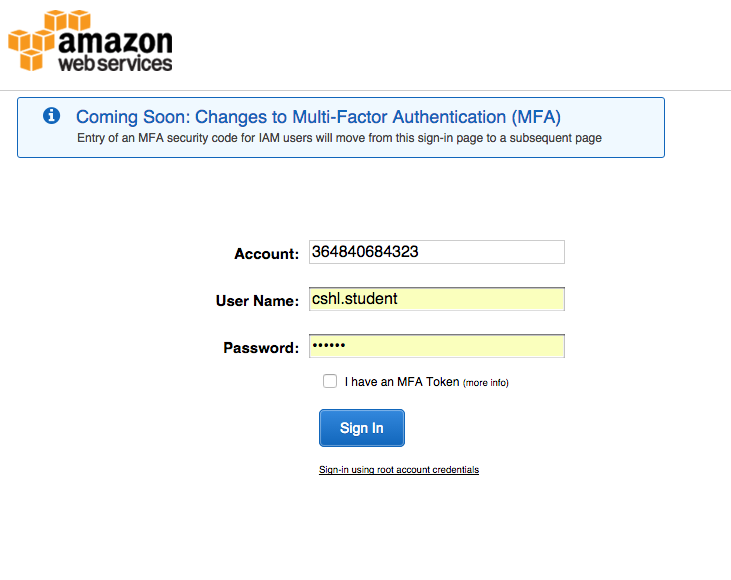 amazon
web services
Coming Soon: Changes to Multi-Factor Authentication (MFA)
Entry of an MFA security code for IAM users will move from this sign-in page to a subsequent page
Account: 364840684323
User Name: cshl.student
Password: ••••••
I have an MFA Token (more info)
Sign In
Sign-in using root account credentials